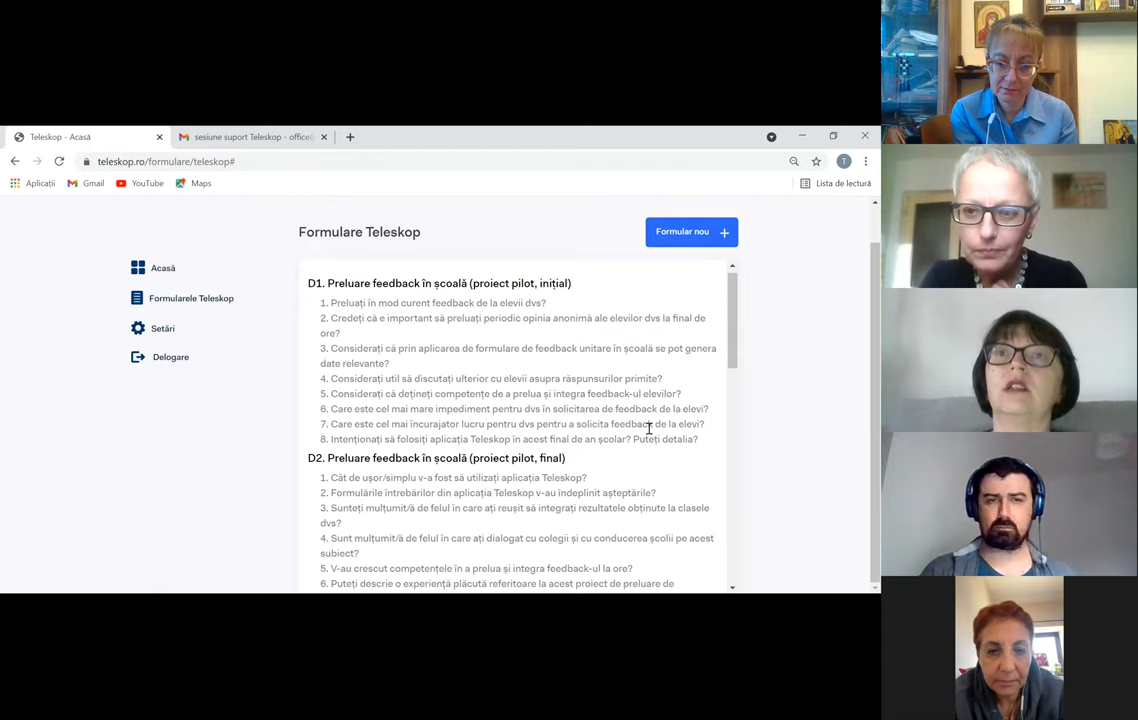 Teleskop - Acasă
sesiune suport Teleskop - office@
teleskop.ro/formulare/teleskop#
Aplicații
Gmail
YouTube
Maps
Lista de lectură
T
Formulare Teleskop
Formular nou +
Acasă
Formularele Teleskop
Setări
Delogare
D1. Preluare feedback în școală (proiect pilot, inițial)
1. Preluați în mod curent feedback de la elevii dvs?
2. Credeți că e important să preluați periodic opinia anonimă ale elevilor dvs la final de
ore?
3. Considerați că prin aplicarea de formulare de feedback unitare în școală se pot genera
date relevante?
4. Considerați util să discutați ulterior cu elevii asupra răspunsurilor primite?
5. Considerați că dețineți competențe de a prelua și integra feedback-ul elevilor?
6. Care este cel mai mare impediment pentru dvs în solicitarea de feedback de la elevi?
7. Care este cel mai încurajator lucru pentru dvs pentru a solicita feedback de la elevi?
8. Intenționați să folosiți aplicația Teleskop în acest final de an școlar? Puteți detalia?
D2. Preluare feedback în școală (proiect pilot, final)
1. Cât de ușor/simplu v-a fost să utilizați aplicația Teleskop?
2. Formulările întrebărilor din aplicația Teleskop v-au îndeplinit așteptările?
3. Sunteți mulțumit/ă de felul în care ați reușit să integrați rezultatele obținute la clasele
dvs?
4. Sunt mulțumit/ă de felul în care ați dialogat cu colegii și cu conducerea școlii pe acest
subiect?
5. V-au crescut competențele în a prelua și integra feedback-ul la ore?
6. Puteți descrie o experiență plăcută referitoare la acest proiect de preluare de